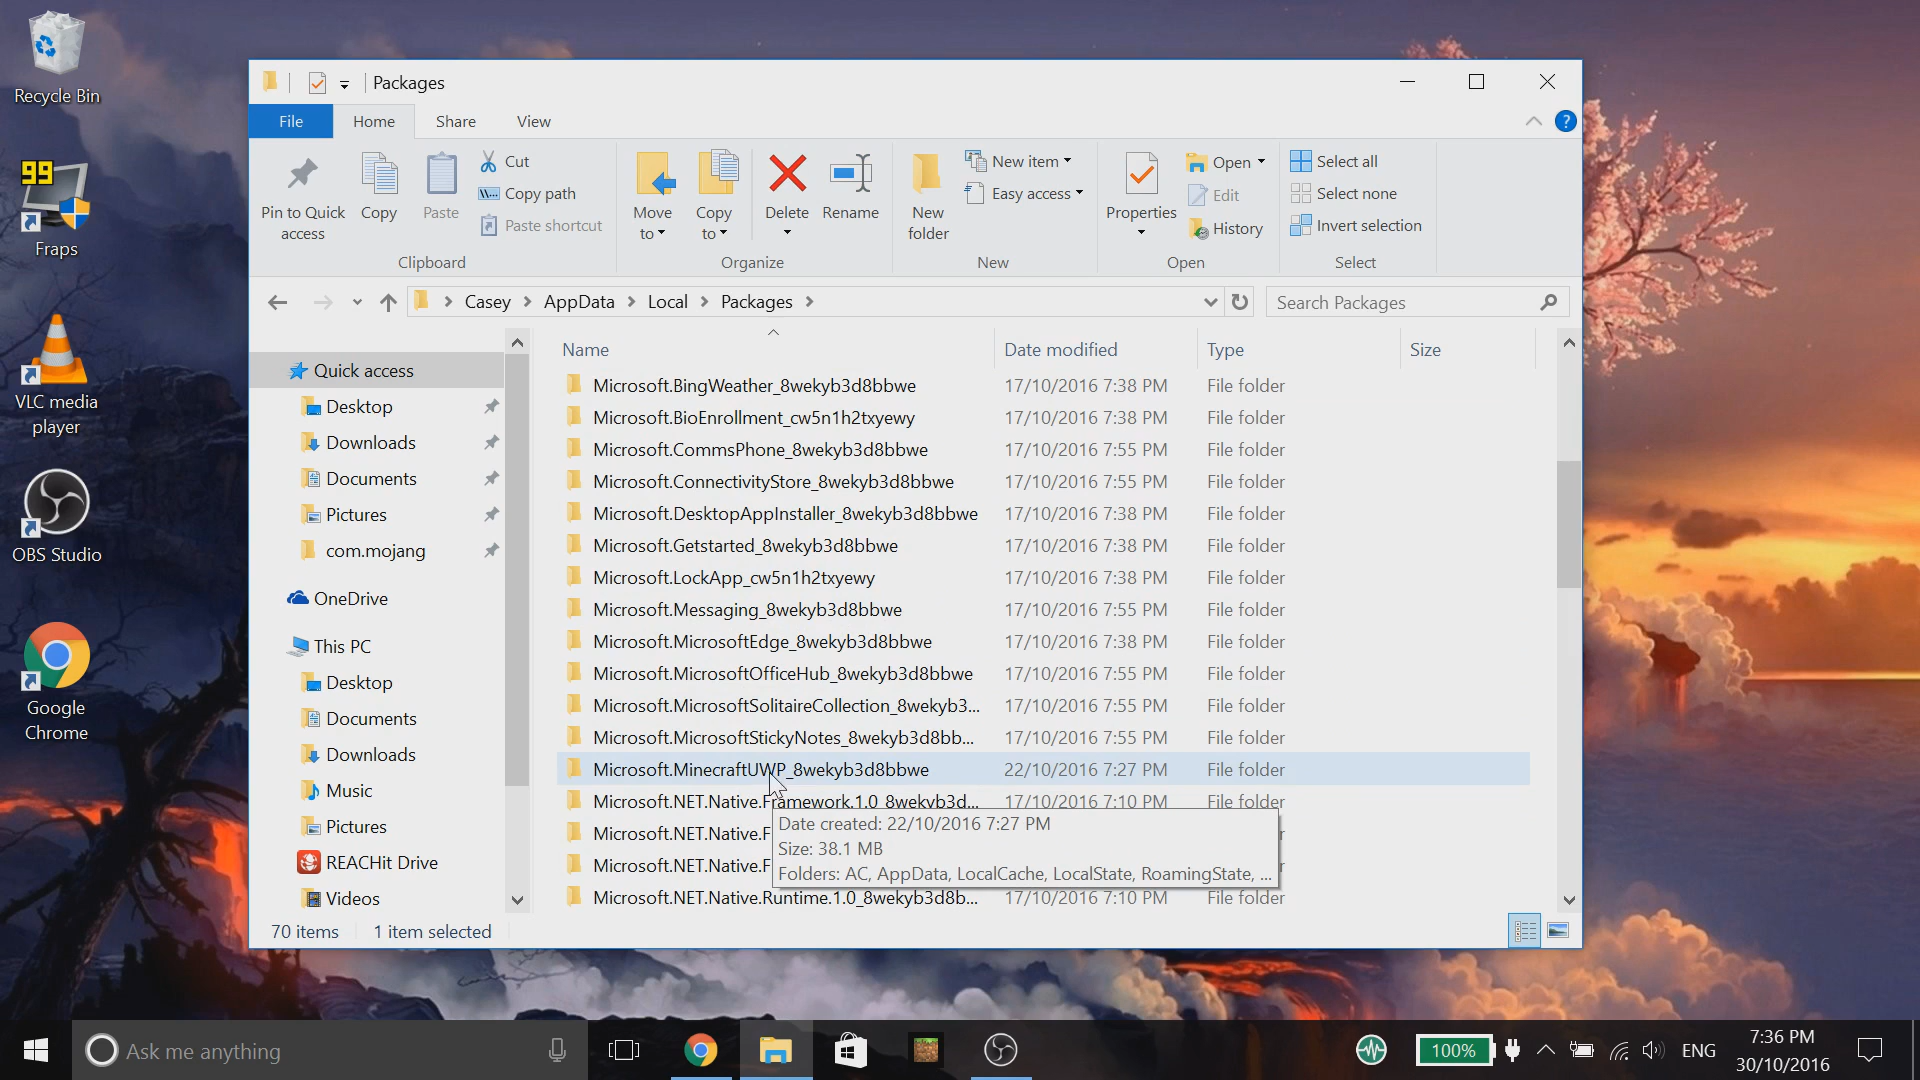 Recycle Bin
99
Fraps
VLC media
player
OBS Studio
Google
Chrome
Packages
File
Home
Share
View
?
Pin to Quick
access
Copy
Paste
Cut
Copy path
Paste shortcut
Clipboard
Move
to
Copy
to
Delete
Rename
Organize
New
folder
New item
Easy access
New
Properties
Open
Edit
History
Open
Select all
Select none
Invert selection
Select
Casey
AppData
Local
Packages
Search Packages
Quick access
Desktop
Downloads
Documents
Pictures
com.mojang
OneDrive
This PC
Desktop
Documents
Downloads
Music
Pictures
REACHit Drive
Videos
Name Date modified Type Size
Microsoft.BingWeather_8wekyb3d8bbwe 17/10/2016 7:38 PM File folder
Microsoft.BioEnrollment_cw5n1h2txyewy 17/10/2016 7:38 PM File folder
Microsoft.CommsPhone_8wekyb3d8bbwe 17/10/2016 7:55 PM File folder
Microsoft.ConnectivityStore_8wekyb3d8bbwe 17/10/2016 7:55 PM File folder
Microsoft.DesktopAppInstaller_8wekyb3d8bbwe 17/10/2016 7:38 PM File folder
Microsoft.Getstarted_8wekyb3d8bbwe 17/10/2016 7:38 PM File folder
Microsoft.LockApp_cw5n1h2txyewy 17/10/2016 7:38 PM File folder
Microsoft.Messaging_8wekyb3d8bbwe 17/10/2016 7:55 PM File folder
Microsoft.MicrosoftEdge_8wekyb3d8bbwe 17/10/2016 7:38 PM File folder
Microsoft.MicrosoftOfficeHub_8wekyb3d8bbwe 17/10/2016 7:55 PM File folder
Microsoft.MicrosoftSolitaireCollection_8wekyb3... 17/10/2016 7:55 PM File folder
Microsoft.MicrosoftStickyNotes_8wekyb3d8bb... 17/10/2016 7:55 PM File folder
Microsoft.MinecraftUWP_8wekyb3d8bbwe 22/10/2016 7:27 PM File folder
Microsoft.NET.Native.Framework.1.0_8wekyb3d... 17/10/2016 7:10 PM File folder
Microsoft.NET.Native.F
Microsoft.NET.Native.F
Microsoft.NET.Native.Runtime.1.0_8wekyb3d8b... 17/10/2016 7:10 PM File folder
Date created: 22/10/2016 7:27 PM
Size: 38.1 MB
Folders: AC, AppData, LocalCache, LocalState, RoamingState, ...
70 items 1 item selected
Ask me anything
100%
ENG
7:36 PM
30/10/2016